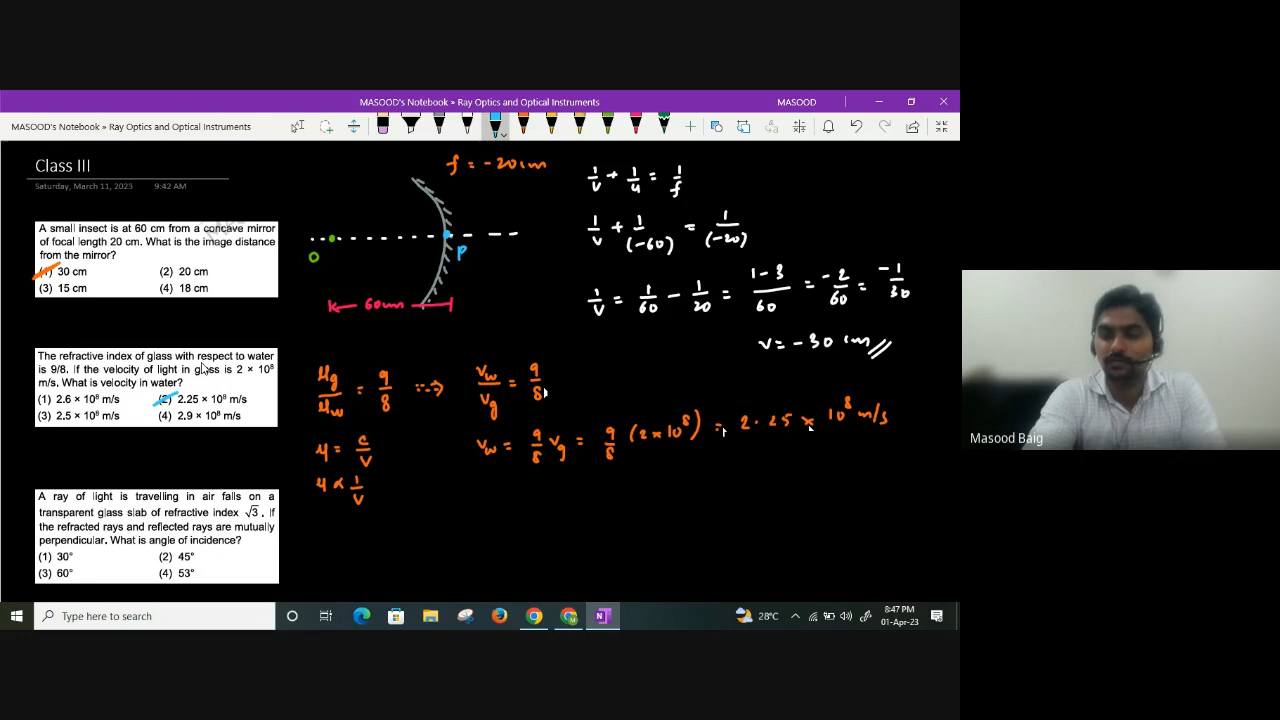 MASOOD's Notebook » Ray Optics and Optical Instruments
MASOOD
MASOOD's Notebook » Ray Optics and Optical Instruments
Class III
Saturday, March 11, 2023 9:42 AM
A small insect is at 60 cm from a concave mirror
of focal length 20 cm. What is the image distance
from the mirror?
(1) 30 cm (2) 20 cm
(3) 15 cm (4) 18 cm
f = -20 cm
O
P
60cm
1/v + 1/u = 1/f
1/v + 1/(-60) = 1/(-20)
1/v = 1/60 - 1/20 = 1-3/60 = -2/60 = -1/30
v = -30 cm //
The refractive index of glass with respect to water
is 9/8. If the velocity of light in glass is 2 × 10⁸
m/s. What is velocity in water?
(1) 2.6 × 10⁸ m/s (2) 2.25 × 10⁸ m/s
(3) 2.5 × 10⁸ m/s (4) 2.9 × 10⁸ m/s
μg/μw = 9/8 ⇒ vw/vg = 9/8
μ = c/v
μ ∝ 1/v
vw = 9/8 vg = 9/8 (2×10⁸) = 2.25 × 10⁸ m/s
A ray of light is travelling in air falls on a
transparent glass slab of refractive index √3. If
the refracted rays and reflected rays are mutually
perpendicular. What is angle of incidence?
(1) 30° (2) 45°
(3) 60° (4) 53°
Masood Baig
Type here to search
28°C
8:47 PM
01-Apr-23